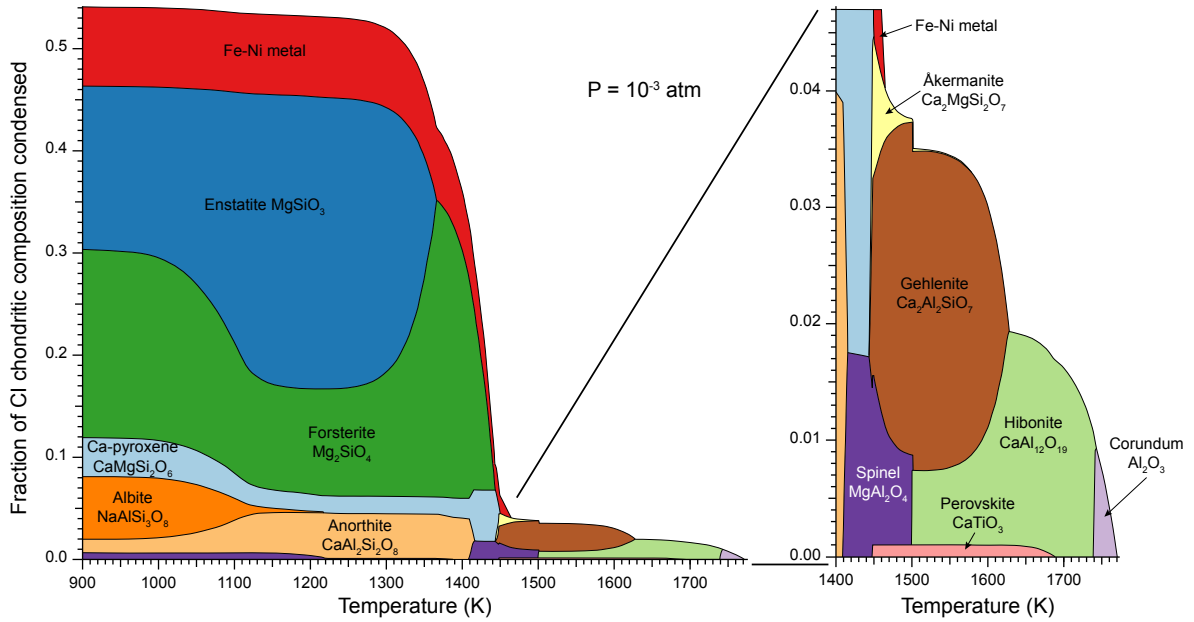 Fraction of CI chondritic composition condensed
0.5
0.4
0.3
0.2
0.1
0.0
Fe-Ni metal
Enstatite MgSiO₃
Forsterite
Mg₂SiO₄
Ca-pyroxene
CaMgSi₂O₆
Albite
NaAlSi₃O₈
Anorthite
CaAl₂Si₂O₈
900 1000 1100 1200 1300 1400 1500 1600 1700
Temperature (K)
P = 10⁻³ atm
0.04
0.03
0.02
0.01
0.00
Fe-Ni metal
Åkermanite
Ca₂MgSi₂O₇
Gehlenite
Ca₂Al₂SiO₇
Hibonite
CaAl₁₂O₁₉
Corundum
Al₂O₃
Spinel
MgAl₂O₄
Perovskite
CaTiO₃
1400 1500 1600 1700
Temperature (K)